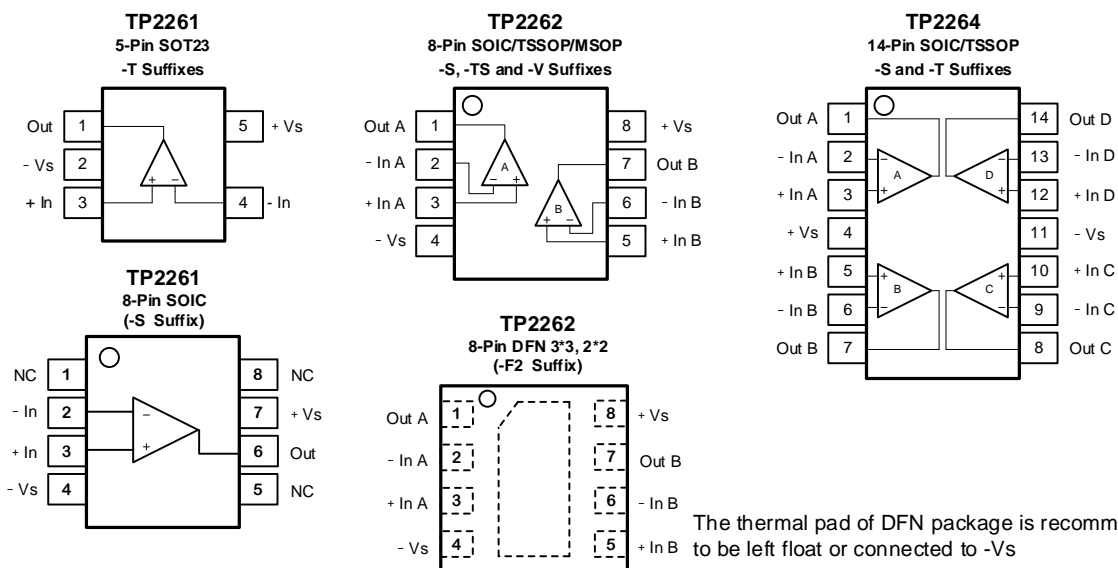 TP2261
5-Pin SOT23
-T Suffixes
Out 1
- Vs 2
+ In 3
5 + Vs
4 - In
+ −
TP2262
8-Pin SOIC/TSSOP/MSOP
-S, -TS and -V Suffixes
Out A 1
- In A 2
+ In A 3
- Vs 4
8 + Vs
7 Out B
6 - In B
5 + In B
A
− +
B
+ −
TP2264
14-Pin SOIC/TSSOP
-S and -T Suffixes
Out A 1
- In A 2
+ In A 3
+ Vs 4
+ In B 5
- In B 6
Out B 7
14 Out D
13 - In D
12 + In D
11 - Vs
10 + In C
9 - In C
8 Out C
− A +
− D +
+ B −
+ C −
TP2261
8-Pin SOIC
(-S Suffix)
NC 1
- In 2
+ In 3
- Vs 4
8 NC
7 + Vs
6 Out
5 NC
−
+
TP2262
8-Pin DFN 3*3, 2*2
(-F2 Suffix)
Out A 1
- In A 2
+ In A 3
- Vs 4
8 + Vs
7 Out B
6 - In B
5 + In B
The thermal pad of DFN package is recomm
to be left float or connected to -Vs